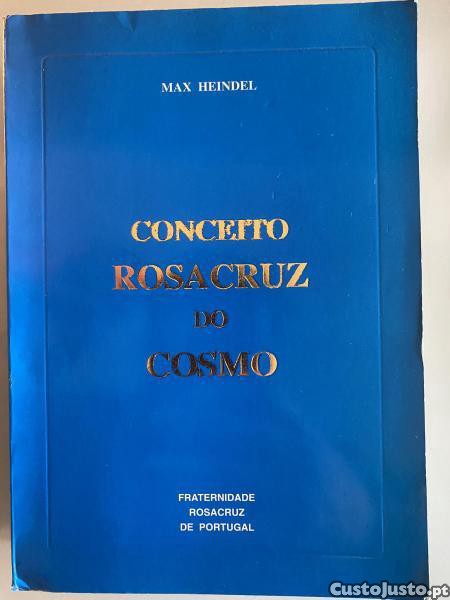 MAX HEINDEL
CONCEITO
ROSACRUZ
DO
COSMO
FRATERNIDADE
ROSACRUZ
DE PORTUGAL
CustoJusto.pt